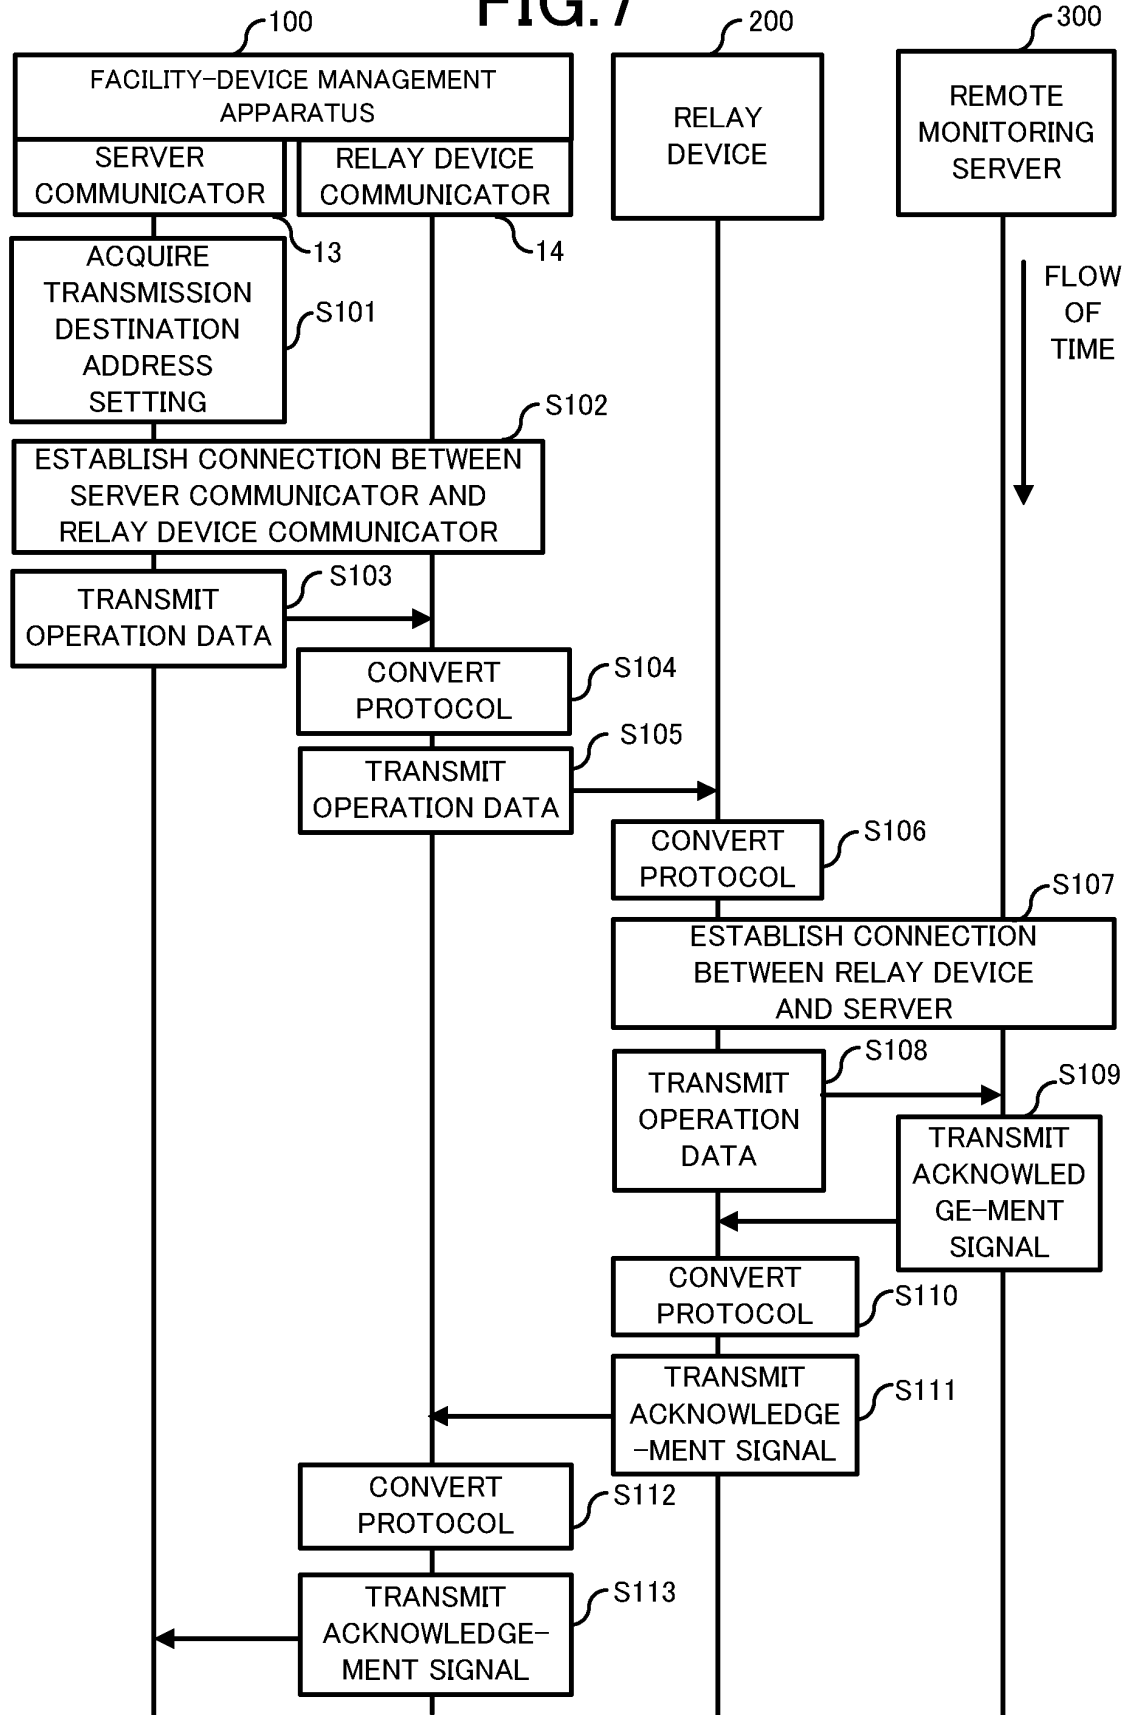 FIG.7
100
200
300
FACILITY-DEVICE MANAGEMENT
APPARATUS
SERVER
COMMUNICATOR
RELAY DEVICE
COMMUNICATOR
RELAY
DEVICE
REMOTE
MONITORING
SERVER
13
14
ACQUIRE
TRANSMISSION
DESTINATION
ADDRESS
SETTING
S101
FLOW
OF
TIME
S102
ESTABLISH CONNECTION BETWEEN
SERVER COMMUNICATOR AND
RELAY DEVICE COMMUNICATOR
S103
TRANSMIT
OPERATION DATA
CONVERT
PROTOCOL
S104
S105
TRANSMIT
OPERATION DATA
CONVERT
PROTOCOL
S106
S107
ESTABLISH CONNECTION
BETWEEN RELAY DEVICE
AND SERVER
S108
TRANSMIT
OPERATION
DATA
S109
TRANSMIT
ACKNOWLED
GE-MENT
SIGNAL
CONVERT
PROTOCOL
S110
TRANSMIT
ACKNOWLEDGE
-MENT SIGNAL
S111
CONVERT
PROTOCOL
S112
TRANSMIT
ACKNOWLEDGE-
MENT SIGNAL
S113